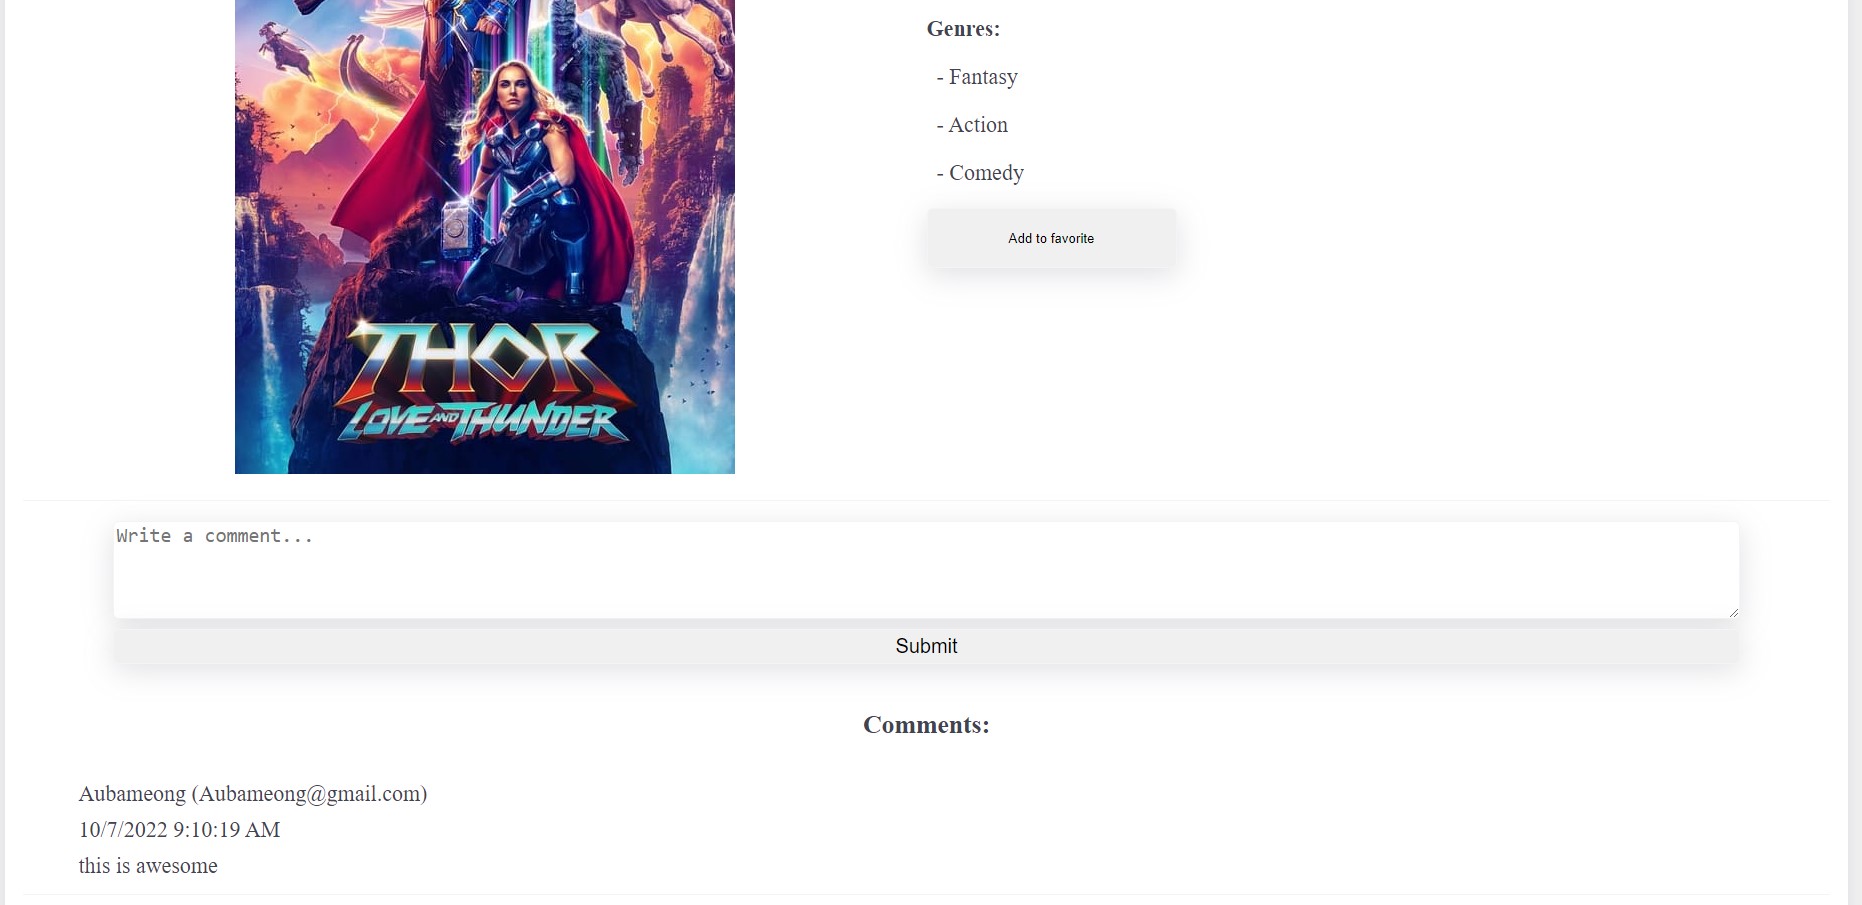 Genres:
- Fantasy
- Action
- Comedy
Add to favorite
THOR
LOVE AND THUNDER
Write a comment...
Submit
Comments:
Aubameong (Aubameong@gmail.com)
10/7/2022 9:10:19 AM
this is awesome